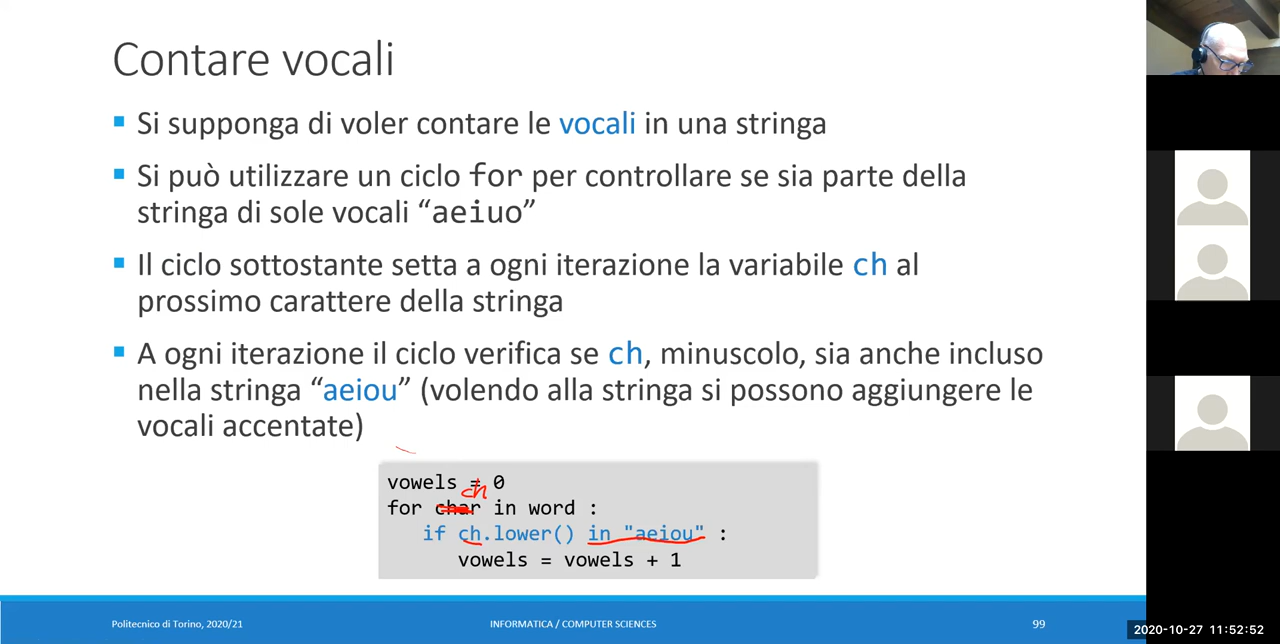 Contare vocali
▪ Si supponga di voler contare le vocali in una stringa
▪ Si può utilizzare un ciclo for per controllare se sia parte della
stringa di sole vocali “aeiuo”
▪ Il ciclo sottostante setta a ogni iterazione la variabile ch al
prossimo carattere della stringa
▪ A ogni iterazione il ciclo verifica se ch, minuscolo, sia anche incluso
nella stringa “aeiou” (volendo alla stringa si possono aggiungere le
vocali accentate)
vowels = 0
ch
for char in word :
if ch.lower() in "aeiou" :
vowels = vowels + 1
Politecnico di Torino, 2020/21
INFORMATICA / COMPUTER SCIENCES
99
2020-10-27 11:52:52